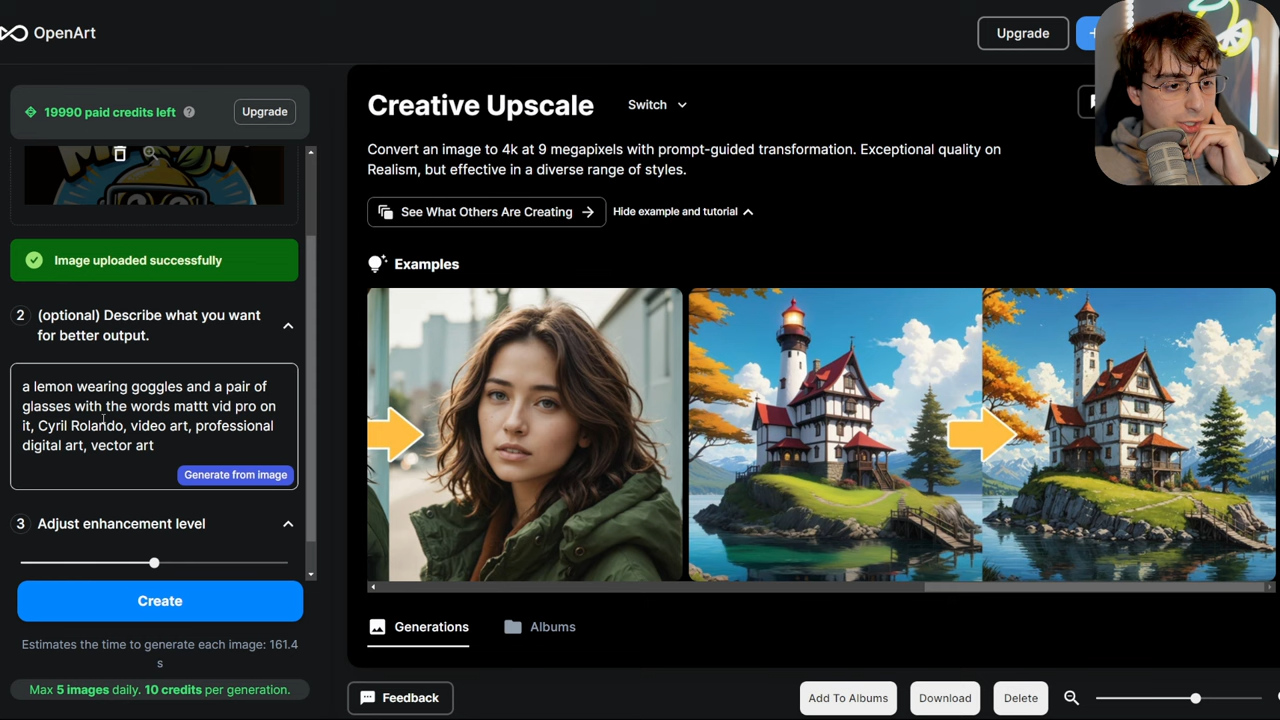 OpenArt
Upgrade
+
19990 paid credits left ?
Upgrade
Image uploaded successfully
2 (optional) Describe what you want
for better output.
a lemon wearing goggles and a pair of
glasses with the words mattt vid pro on
it, Cyril Rolando, video art, professional
digital art, vector art
Generate from image
3 Adjust enhancement level
Create
Estimates the time to generate each image: 161.4
s
Max 5 images daily. 10 credits per generation.
Creative Upscale
Switch
Convert an image to 4k at 9 megapixels with prompt-guided transformation. Exceptional quality on
Realism, but effective in a diverse range of styles.
See What Others Are Creating →
Hide example and tutorial
Examples
Generations
Albums
Feedback
Add To Albums
Download
Delete